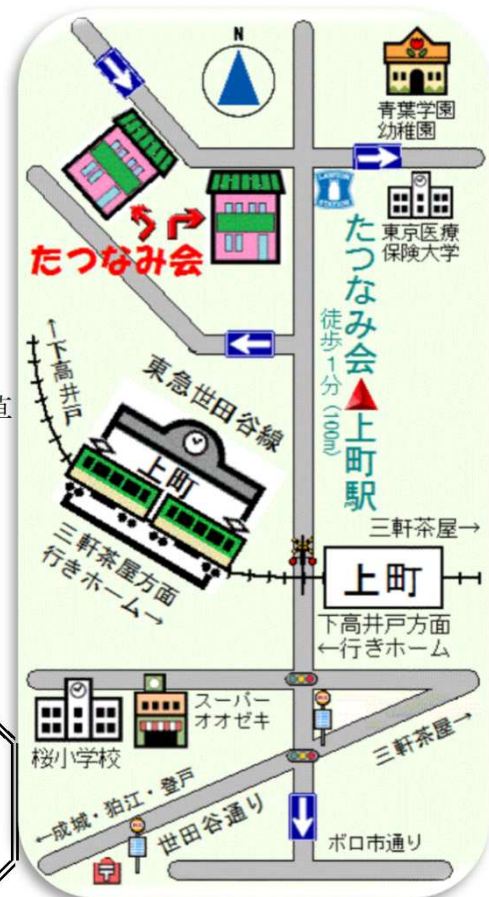 N
青葉学園
幼稚園
LAWSON
STATION
東京医療
保険大学
たつなみ会
たつなみ会▲上町駅
徒歩1分(100m)
←下高井戸
東急世田谷線
上町
三軒茶屋方面
行きホーム→
直
三軒茶屋→
上町
下高井戸方面
←行きホーム
桜小学校
スーパー
オオゼキ
三軒茶屋→
←成城・狛江・登戸
世田谷通り
ボロ市通り
〒